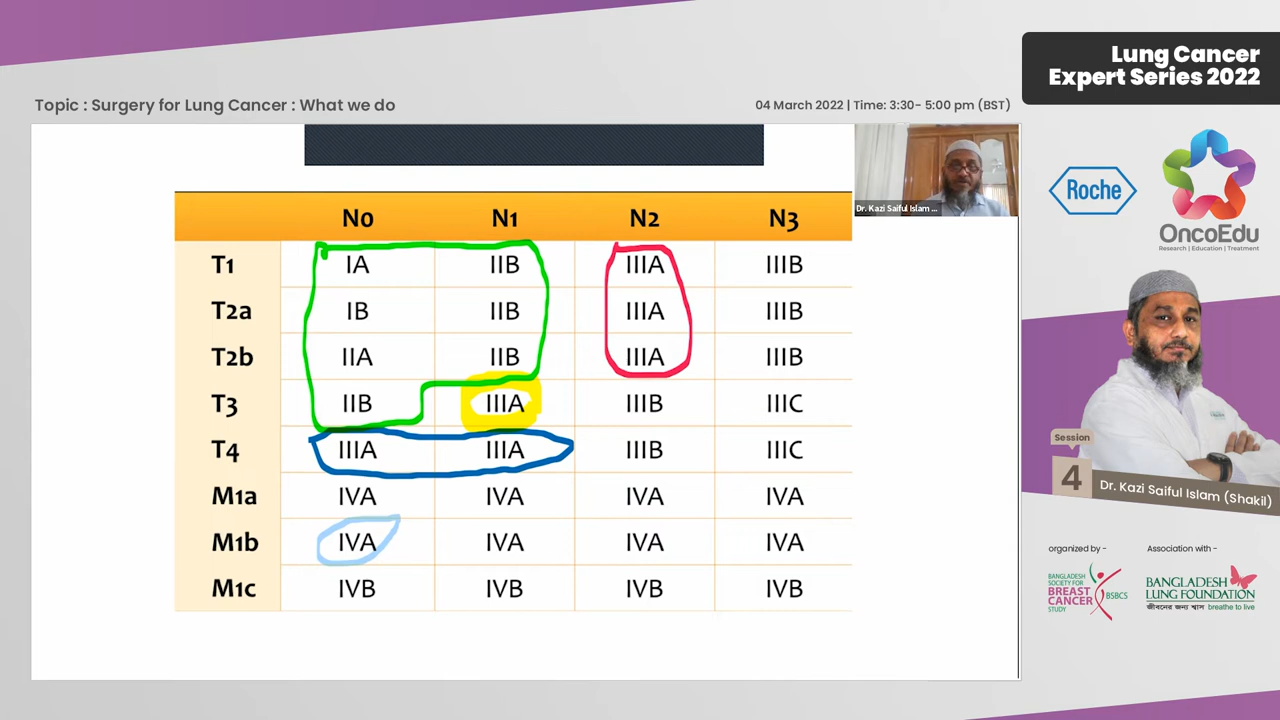 Lung Cancer
Expert Series 2022
Topic : Surgery for Lung Cancer : What we do
04 March 2022 | Time: 3:30- 5:00 pm (BST)
Dr. Kazi Saiful Islam ...
Roche
OncoEdu
Research | Education | Treatment
N0 N1 N2 N3
T1 IA IIB IIIA IIIB
T2a IB IIB IIIA IIIB
T2b IIA IIB IIIA IIIB
T3 IIB IIIA IIIB IIIC
T4 IIIA IIIA IIIB IIIC
M1a IVA IVA IVA IVA
M1b IVA IVA IVA IVA
M1c IVB IVB IVB IVB
Session
4
Dr. Kazi Saiful Islam (Shakil)
organized by -
Association with -
BANGLADESH
SOCIETY FOR
BREAST
CANCER
STUDY
BSBCS
BANGLADESH
LUNG FOUNDATION
জীবনের জন্য শ্বাস breathe to live